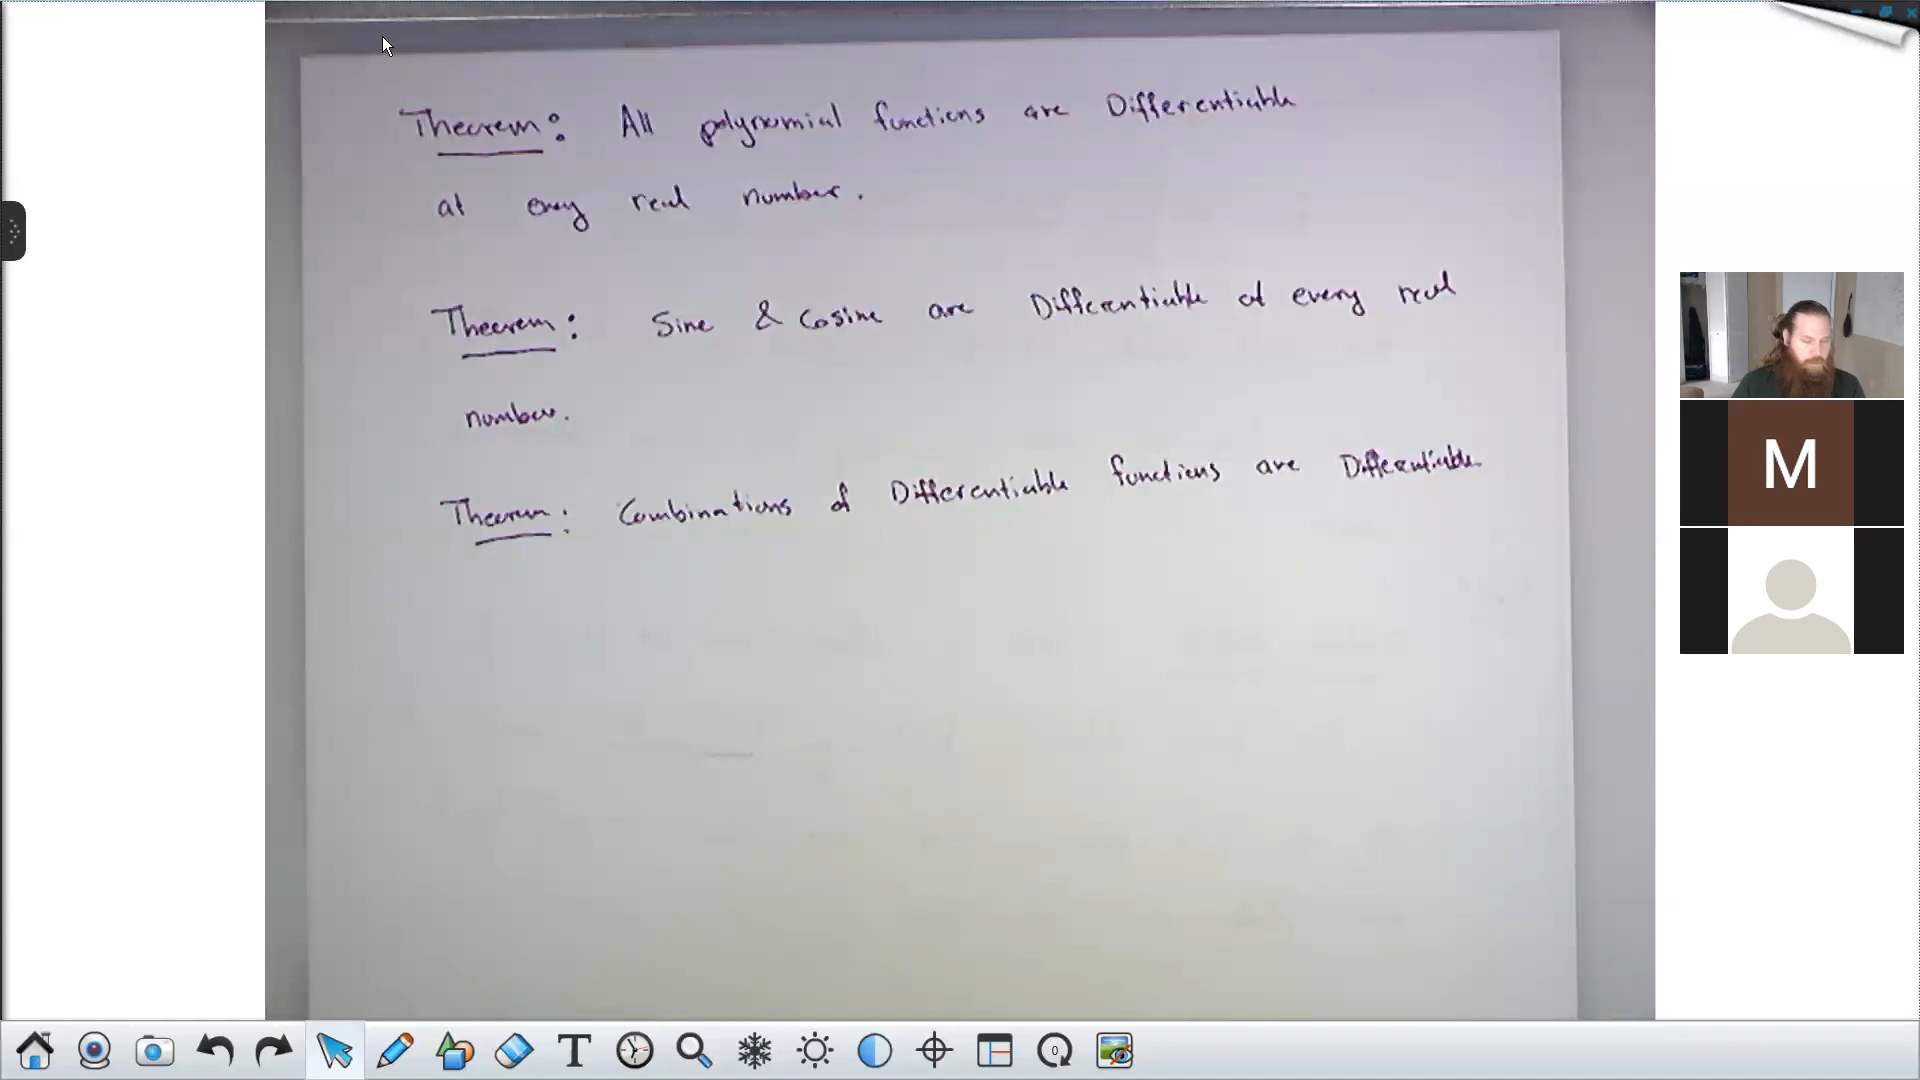 Theorem: All polynomial functions are Differentiable
at every real number.
Theorem: Sine & Cosine are Differentiable at every real
number.
Theorem: Combinations of Differentiable functions are Differentiable
M
T
0